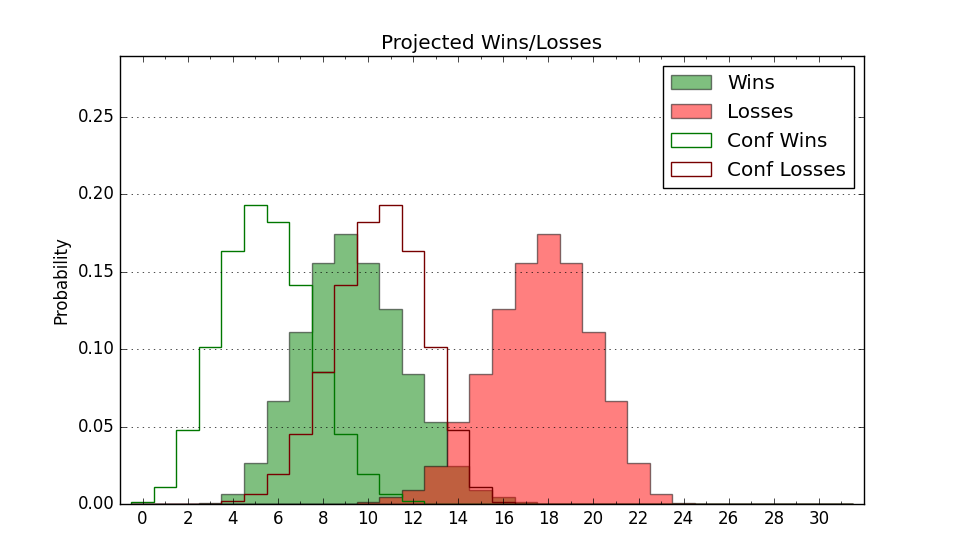 Projected Wins/Losses
Wins
Losses
Conf Wins
Conf Losses
Probability
0.25
0.20
0.15
0.10
0.05
0.00
0 2 4 6 8 10 12 14 16 18 20 22 24 26 28 30